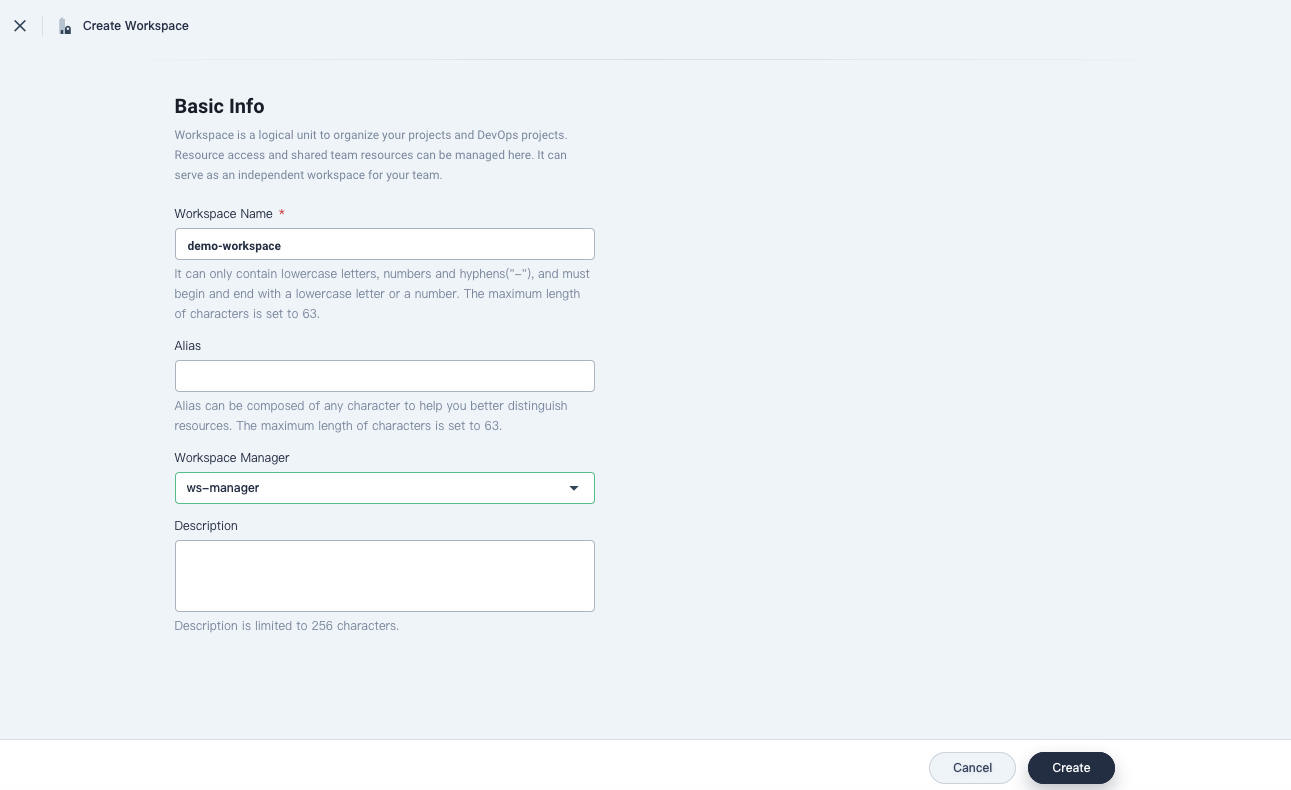 Create Workspace
Basic Info
Workspace is a logical unit to organize your projects and DevOps projects.
Resource access and shared team resources can be managed here. It can
serve as an independent workspace for your team.
Workspace Name *
demo-workspace
It can only contain lowercase letters, numbers and hyphens("-"), and must
begin and end with a lowercase letter or a number. The maximum length
of characters is set to 63.
Alias
Alias can be composed of any character to help you better distinguish
resources. The maximum length of characters is set to 63.
Workspace Manager
ws-manager
Description
Description is limited to 256 characters.
Cancel Create